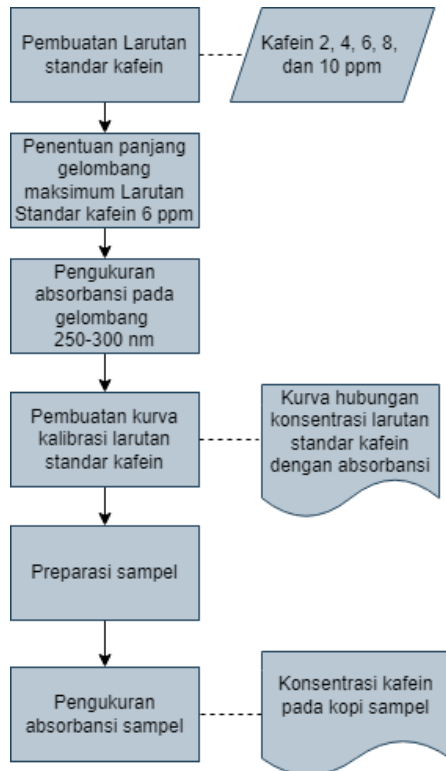 Pembuatan Larutan
standar kafein
Kafein 2, 4, 6, 8,
dan 10 ppm
Penentuan panjang
gelombang
maksimum Larutan
Standar kafein 6 ppm
Pengukuran
absorbansi pada
gelombang
250-300 nm
Pembuatan kurva
kalibrasi larutan
standar kafein
Kurva hubungan
konsentrasi larutan
standar kafein
dengan absorbansi
Preparasi sampel
Pengukuran
absorbansi sampel
Konsentrasi kafein
pada kopi sampel